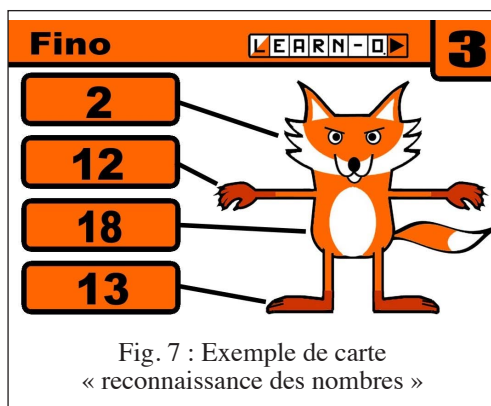 Fino
LEARN-O
3
2
12
18
13
Fig. 7 : Exemple de carte
« reconnaissance des nombres »